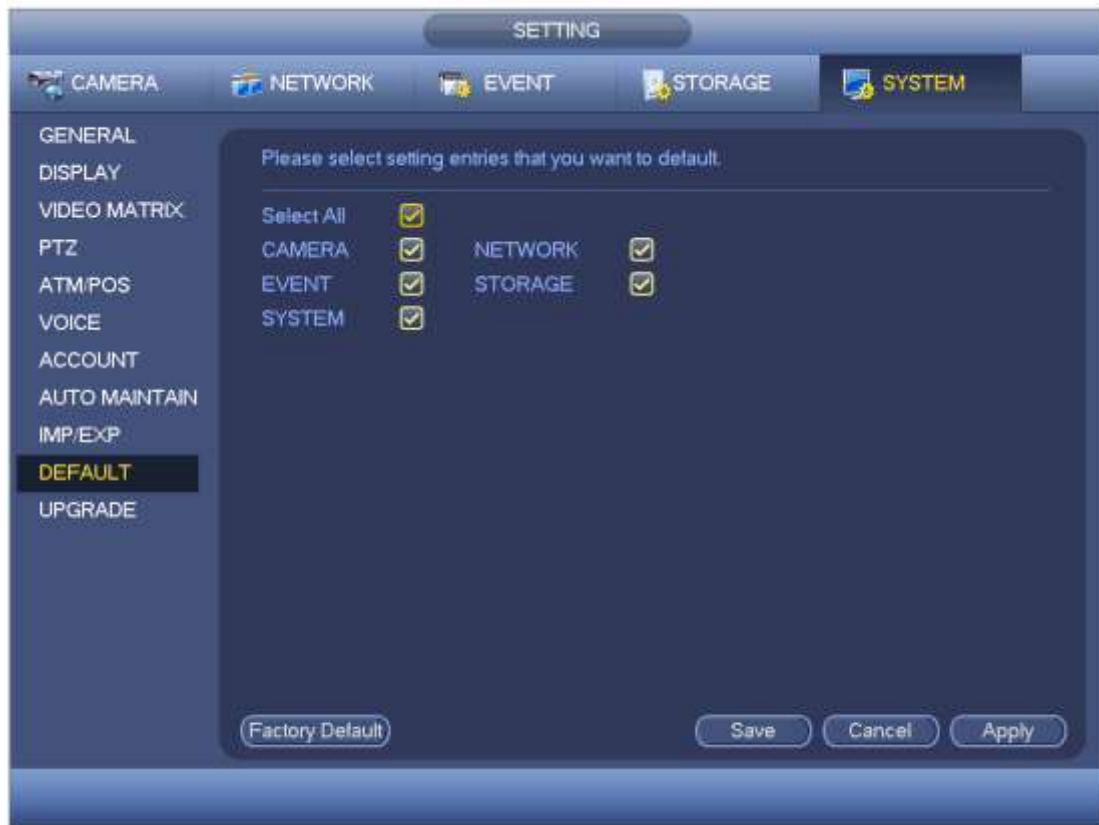 SETTING
CAMERA NETWORK EVENT STORAGE SYSTEM
GENERAL
DISPLAY
VIDEO MATRIX
PTZ
ATM/POS
VOICE
ACCOUNT
AUTO MAINTAIN
IMP/EXP
DEFAULT
UPGRADE
Please select setting entries that you want to default.
Select All
CAMERA NETWORK
EVENT STORAGE
SYSTEM
Factory Default Save Cancel Apply